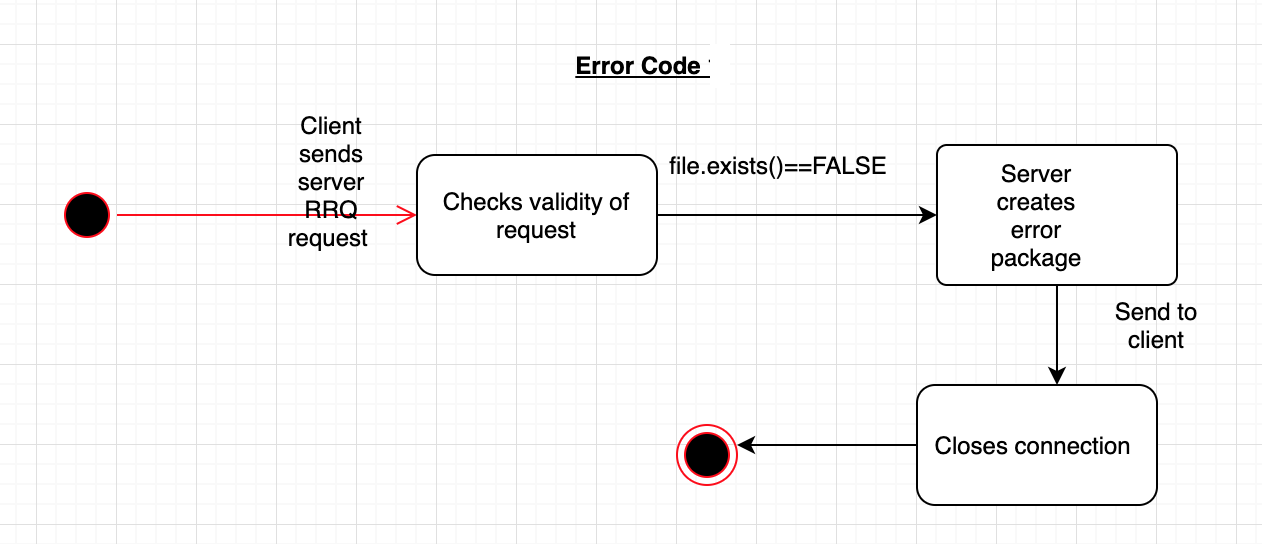 Error Code
Client
sends
server
RRQ
request
Checks validity of
request
file.exists()==FALSE
Server
creates
error
package
Send to
client
Closes connection